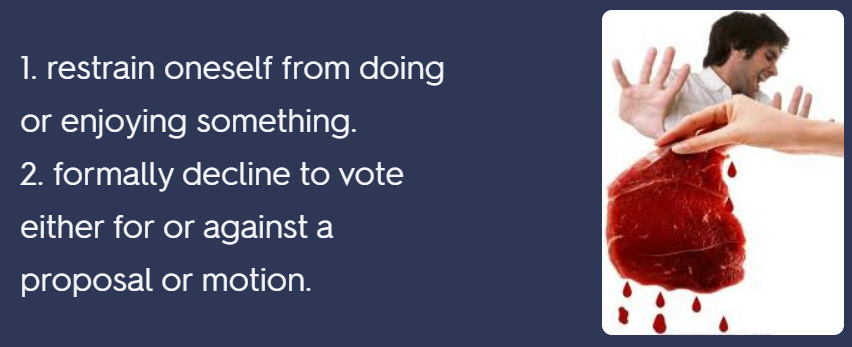 1. restrain oneself from doing
or enjoying something.
2. formally decline to vote
either for or against a
proposal or motion.